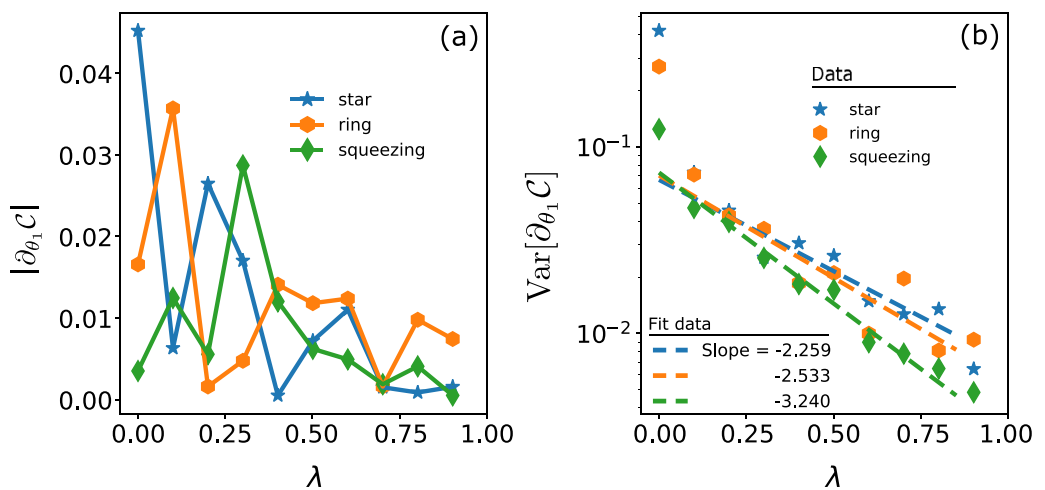 (a)
0.04
0.03
0.02
0.01
0.00
|∂θ₁C|
star
ring
squeezing
0.00 0.25 0.50 0.75 1.00
λ
(b)
10⁻¹
10⁻²
Var[∂θ₁C]
Data
star
ring
squeezing
Fit data
Slope = -2.259
-2.533
-3.240
0.00 0.25 0.50 0.75 1.00
λ